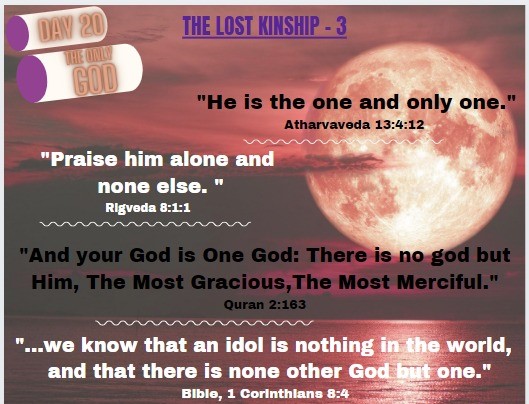 DAY 20
THE ONLY
GOD
THE LOST KINSHIP - 3
"He is the one and only one."
Atharvaveda 13:4:12
"Praise him alone and
none else. "
Rigveda 8:1:1
"And your God is One God: There is no god but
Him, The Most Gracious,The Most Merciful."
Quran 2:163
"...we know that an idol is nothing in the world,
and that there is none other God but one."
Bible, 1 Corinthians 8:4